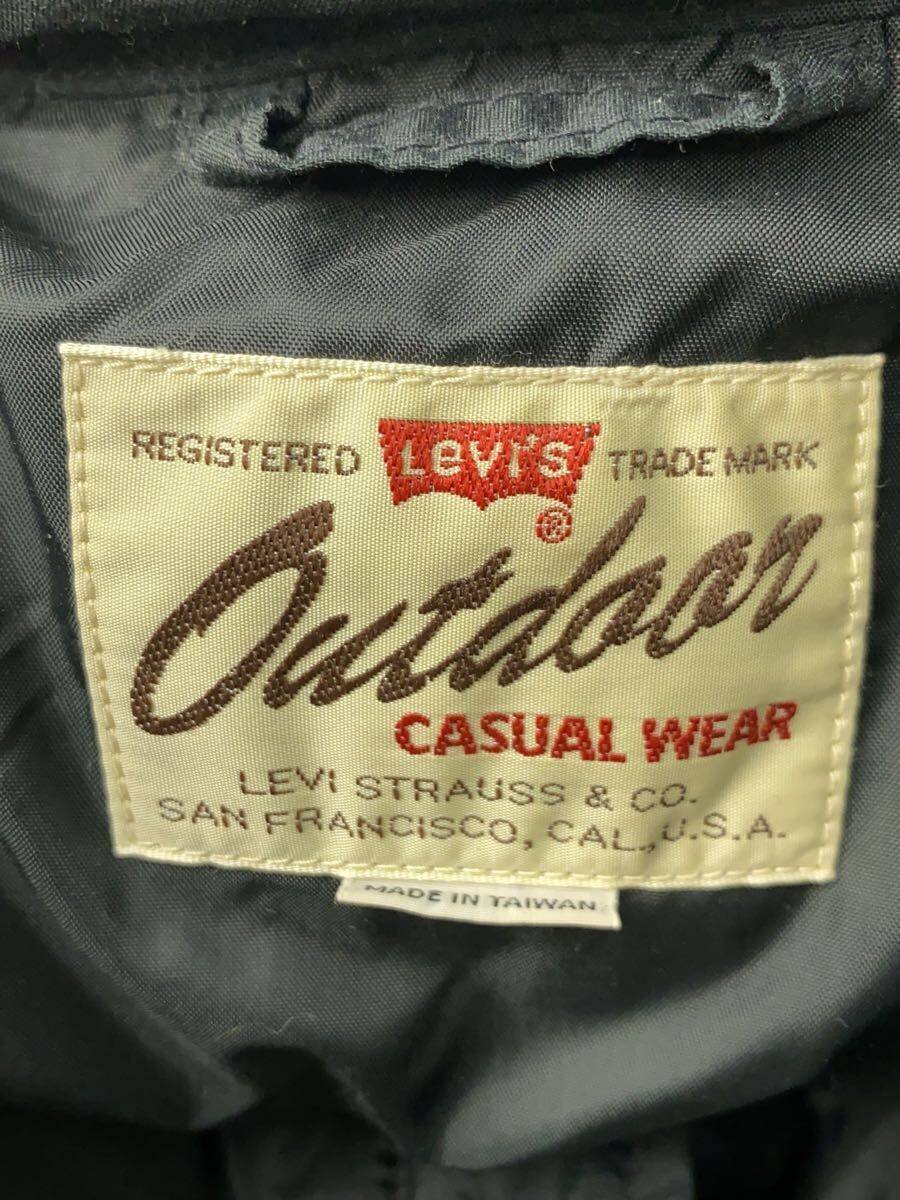 REGISTERED Levi's TRADE MARK
®
Outdoor
CASUAL WEAR
LEVI STRAUSS & CO.
SAN FRANCISCO, CAL., U.S.A.
MADE IN TAIWAN